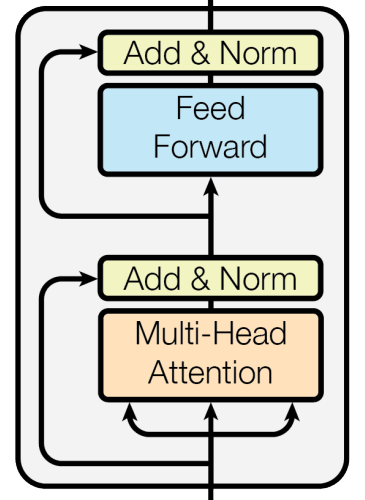 Add & Norm
Feed
Forward
Add & Norm
Multi-Head
Attention